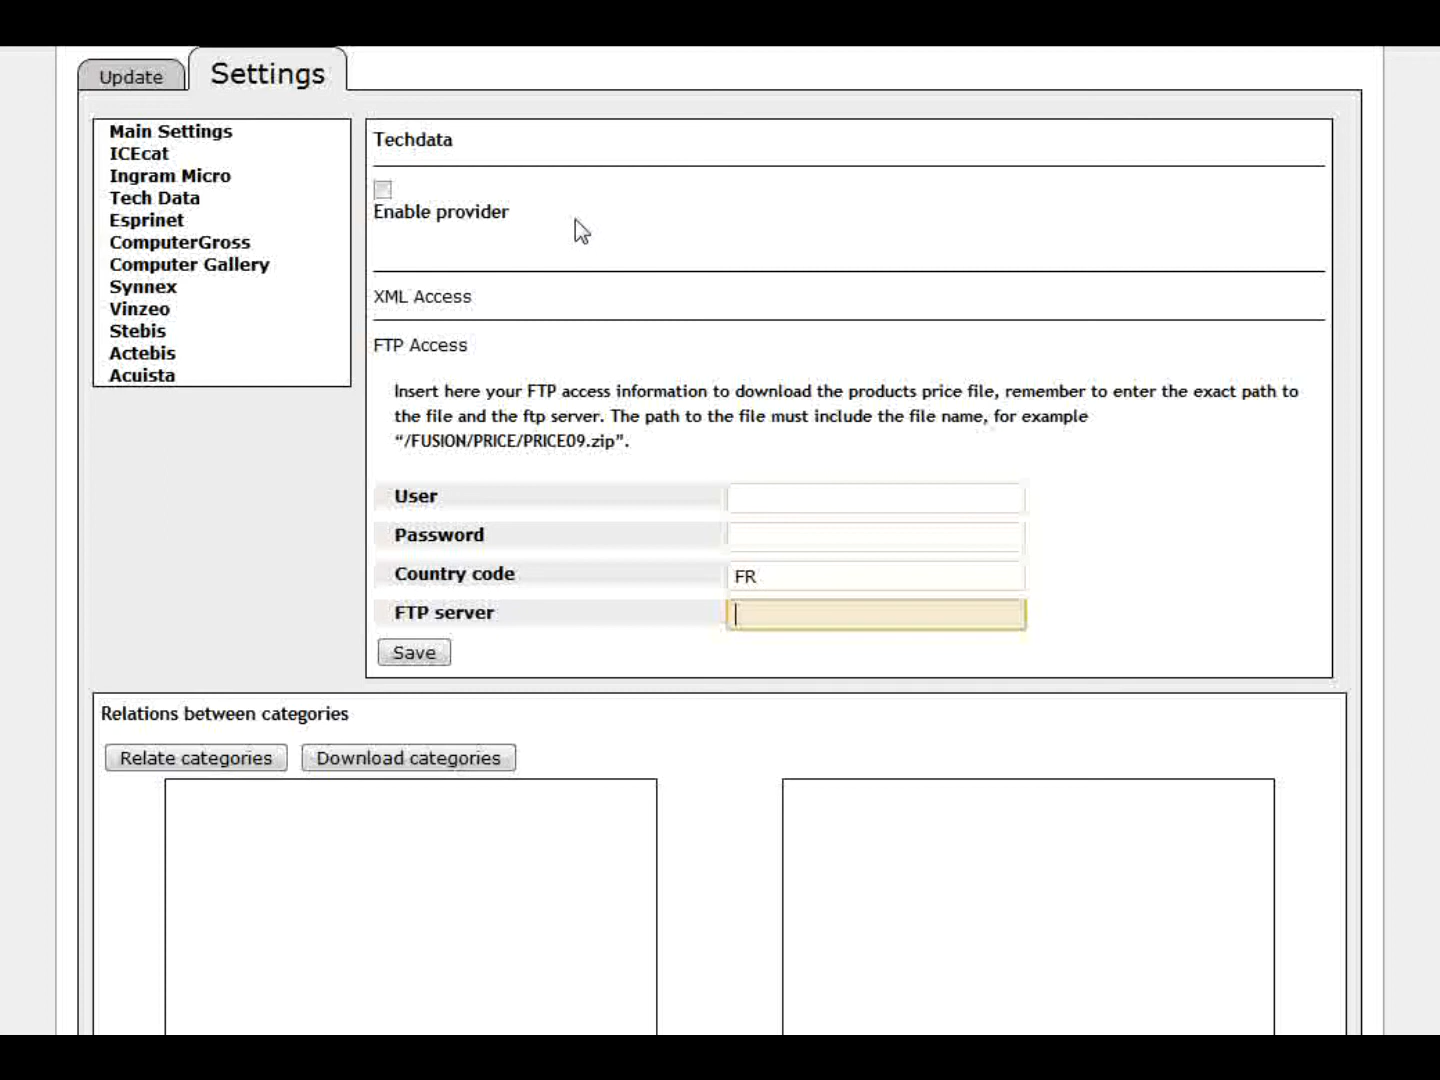 Update
Settings
Main Settings
ICEcat
Ingram Micro
Tech Data
Esprinet
ComputerGross
Computer Gallery
Synnex
Vinzeo
Stebis
Actebis
Acuista
Techdata
Enable provider
XML Access
FTP Access
Insert here your FTP access information to download the products price file, remember to enter the exact path to
the file and the ftp server. The path to the file must include the file name, for example
“/FUSION/PRICE/PRICE09.zip”.
User
Password
Country code FR
FTP server
Save
Relations between categories
Relate categories Download categories